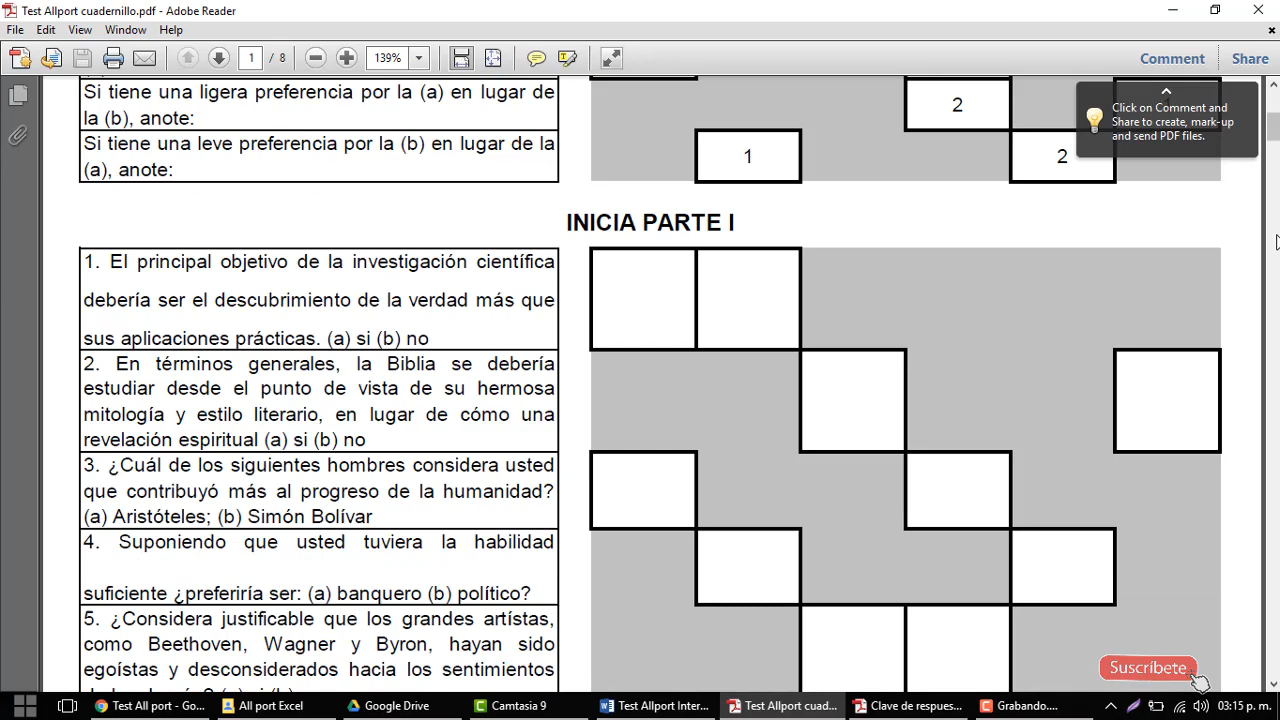 Test Allport cuadernillo.pdf - Adobe Reader
File Edit View Window Help
1 / 8 139% Comment Share
Si tiene una ligera preferencia por la (a) en lugar de
la (b), anote:
2
Click on Comment and
Share to create, mark-up
and send PDF files.
Si tiene una leve preferencia por la (b) en lugar de la
(a), anote:
1 2
INICIA PARTE I
1. El principal objetivo de la investigación científica
debería ser el descubrimiento de la verdad más que
sus aplicaciones prácticas. (a) si (b) no
2. En términos generales, la Biblia se debería
estudiar desde el punto de vista de su hermosa
mitología y estilo literario, en lugar de cómo una
revelación espiritual (a) si (b) no
3. ¿Cuál de los siguientes hombres considera usted
que contribuyó más al progreso de la humanidad?
(a) Aristóteles; (b) Simón Bolívar
4. Suponiendo que usted tuviera la habilidad
suficiente ¿preferiría ser: (a) banquero (b) político?
5. ¿Considera justificable que los grandes artístas,
como Beethoven, Wagner y Byron, hayan sido
egoístas y desconsiderados hacia los sentimientos
Suscríbete
Test All port - Go... All port Excel Google Drive Camtasia 9 Test Allport Inter... Test Allport cuad... Clave de respues... Grabando.... 03:15 p. m.